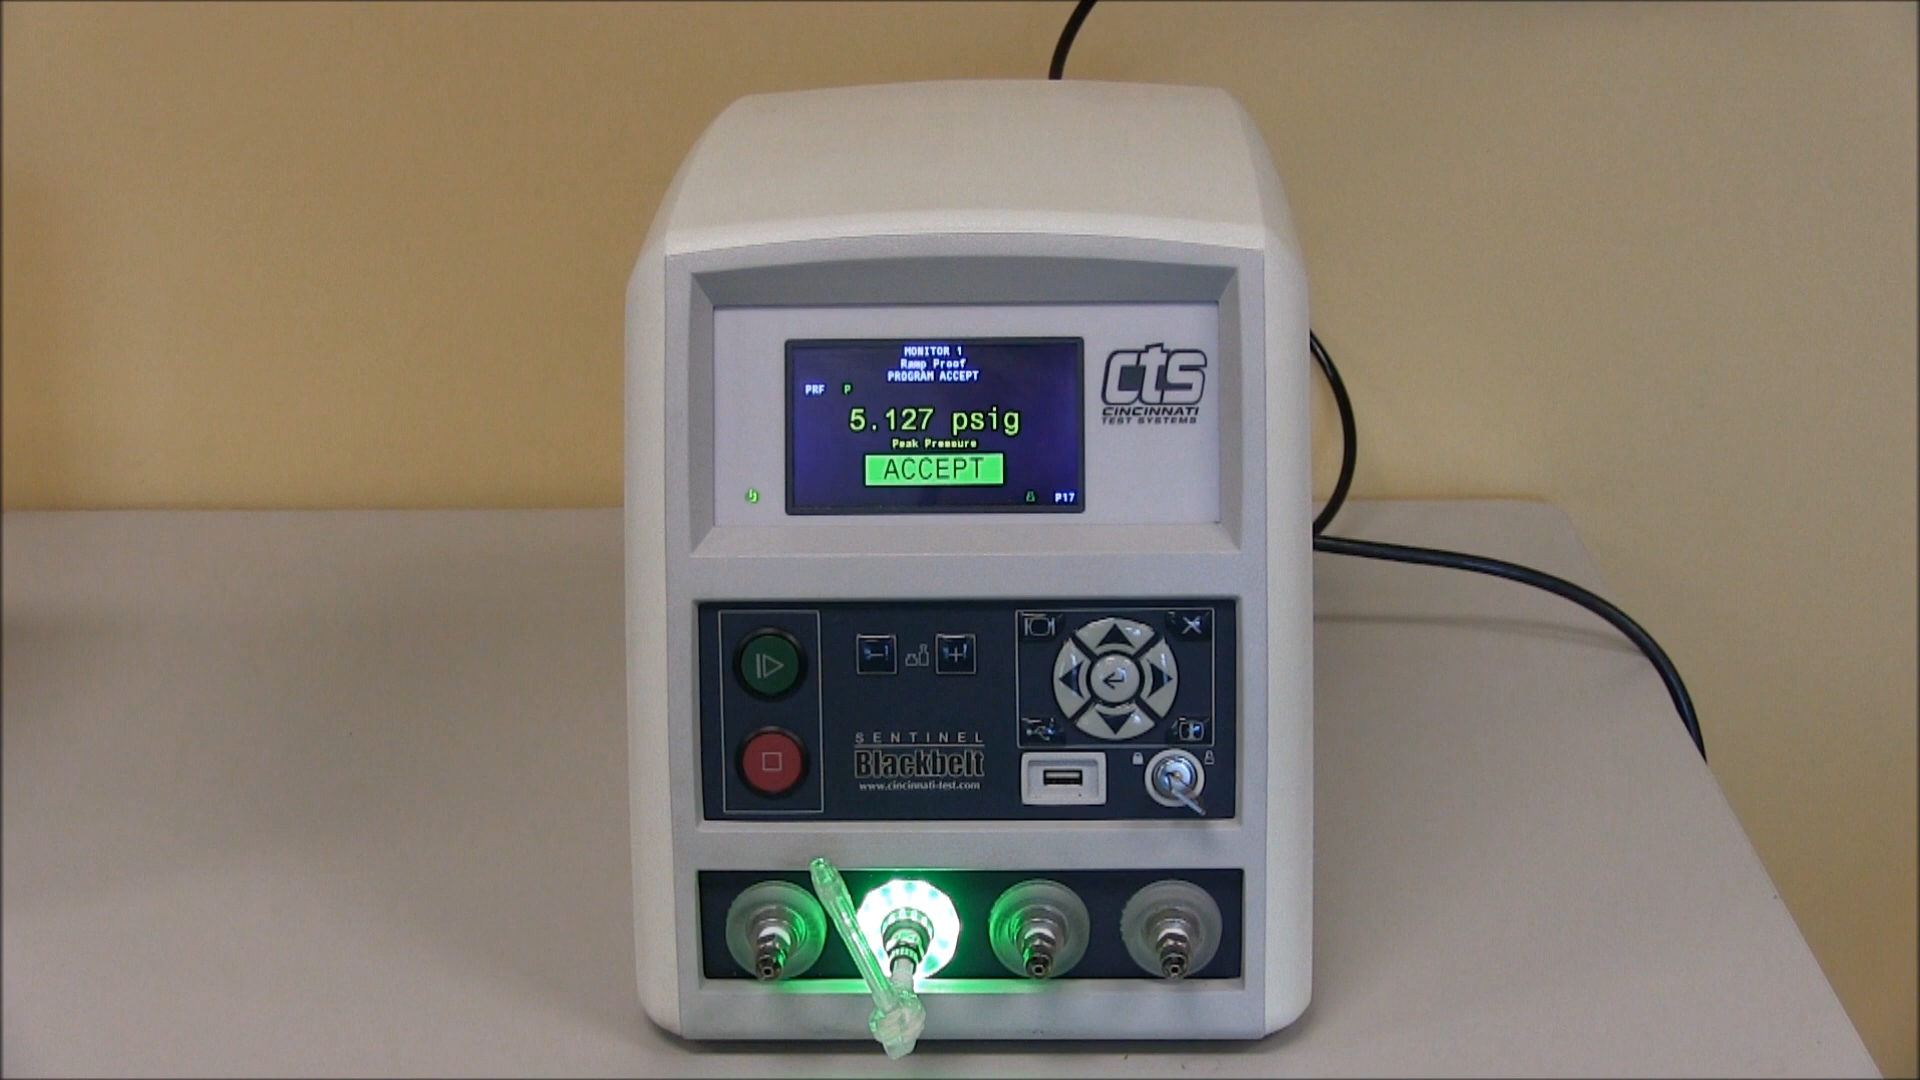 MONITOR 1
Ramp Proof
PROGRAM ACCEPT
PRF P
5.127 psig
Peak Pressure
ACCEPT
P17
cts
CINCINNATI
TEST SYSTEMS
SENTINEL
Blackbelt
www.cincinnati-test.com